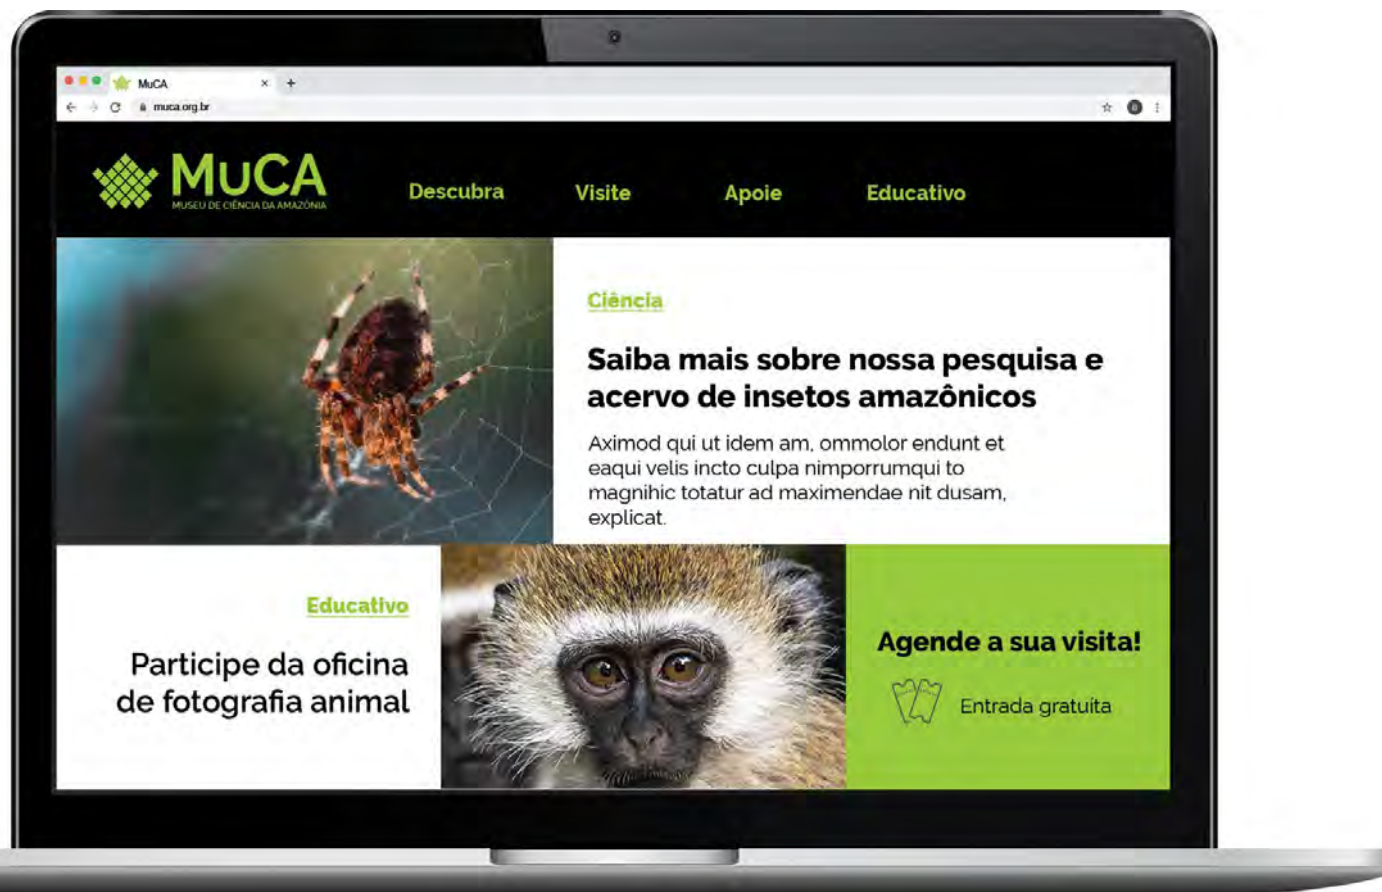 MuCA
muca.org.br
MuCA
MUSEU DE CIÊNCIA DA AMAZÔNIA
Descubra
Visite
Apoie
Educativo
Ciência
Saiba mais sobre nossa pesquisa e
acervo de insetos amazônicos
Aximod qui ut idem am, ommolor endunt et
eaqui velis incto culpa nimporrumqui to
magnihic totatur ad maximendae nit dusam,
explicat.
Educativo
Participe da oficina
de fotografia animal
Agende a sua visita!
Entrada gratuita